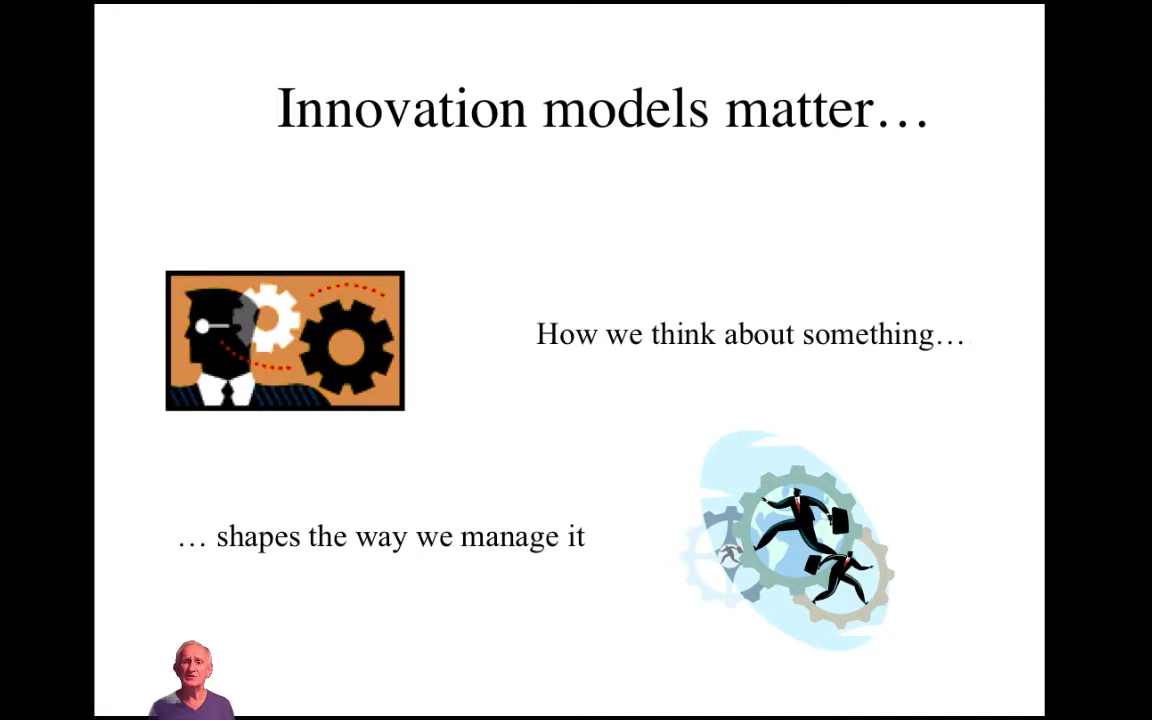 Innovation models matter…
How we think about something…
… shapes the way we manage it